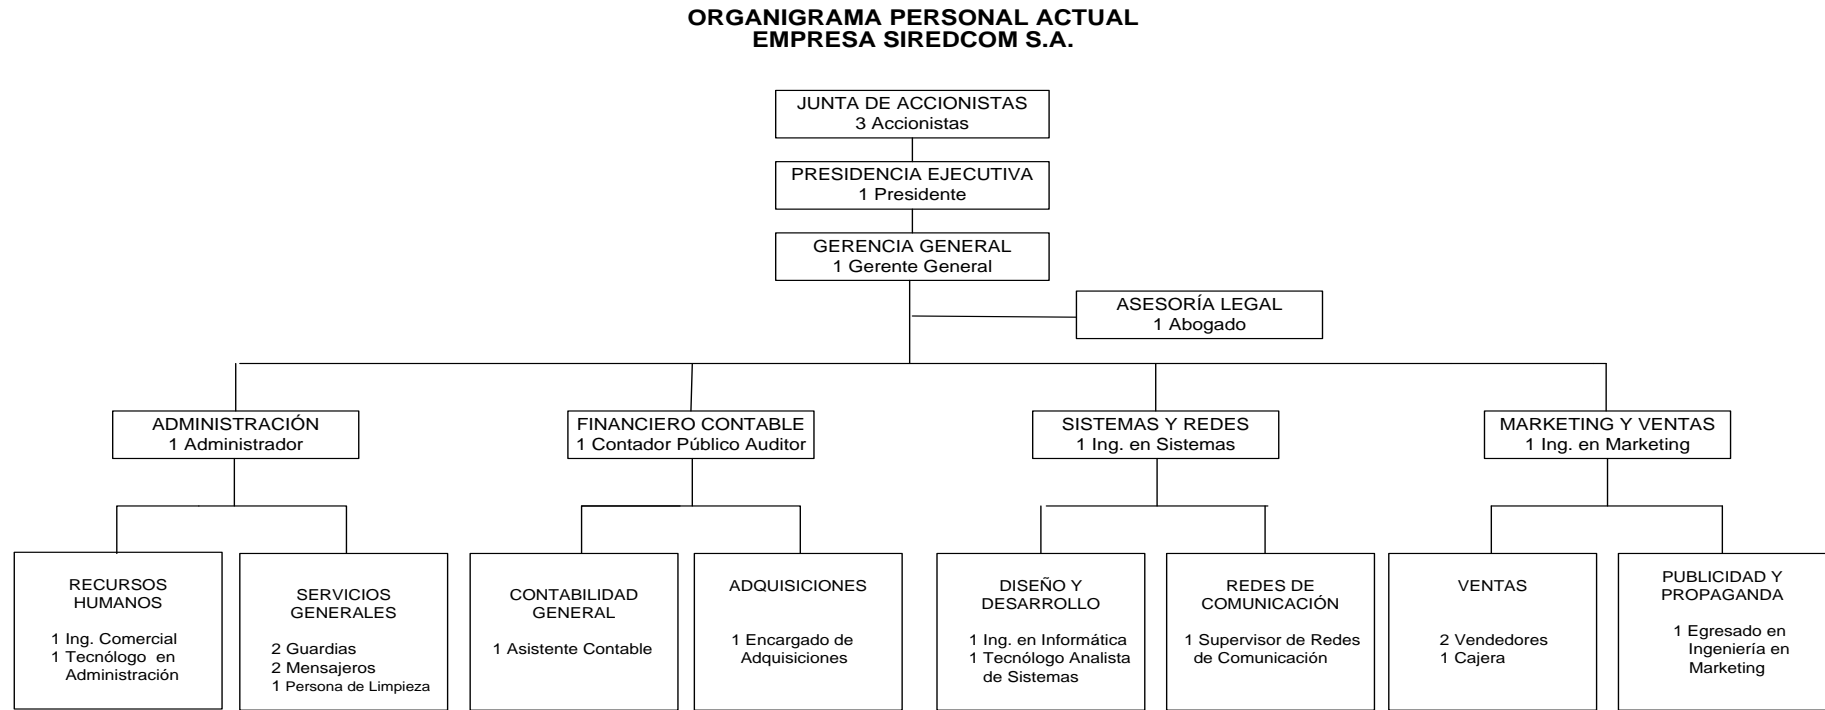 ORGANIGRAMA PERSONAL ACTUAL
EMPRESA SIREDCOM S.A.
JUNTA DE ACCIONISTAS
3 Accionistas
PRESIDENCIA EJECUTIVA
1 Presidente
GERENCIA GENERAL
1 Gerente General
ASESORÍA LEGAL
1 Abogado
ADMINISTRACIÓN
1 Administrador
FINANCIERO CONTABLE
1 Contador Público Auditor
SISTEMAS Y REDES
1 Ing. en Sistemas
MARKETING Y VENTAS
1 Ing. en Marketing
RECURSOS
HUMANOS
1 Ing. Comercial
1 Tecnólogo en
Administración
SERVICIOS
GENERALES
2 Guardias
2 Mensajeros
1 Persona de Limpieza
CONTABILIDAD
GENERAL
1 Asistente Contable
ADQUISICIONES
1 Encargado de
Adquisiciones
DISEÑO Y
DESARROLLO
1 Ing. en Informática
1 Tecnólogo Analista
de Sistemas
REDES DE
COMUNICACIÓN
1 Supervisor de Redes
de Comunicación
VENTAS
2 Vendedores
1 Cajera
PUBLICIDAD Y
PROPAGANDA
1 Egresado en
Ingeniería en
Marketing